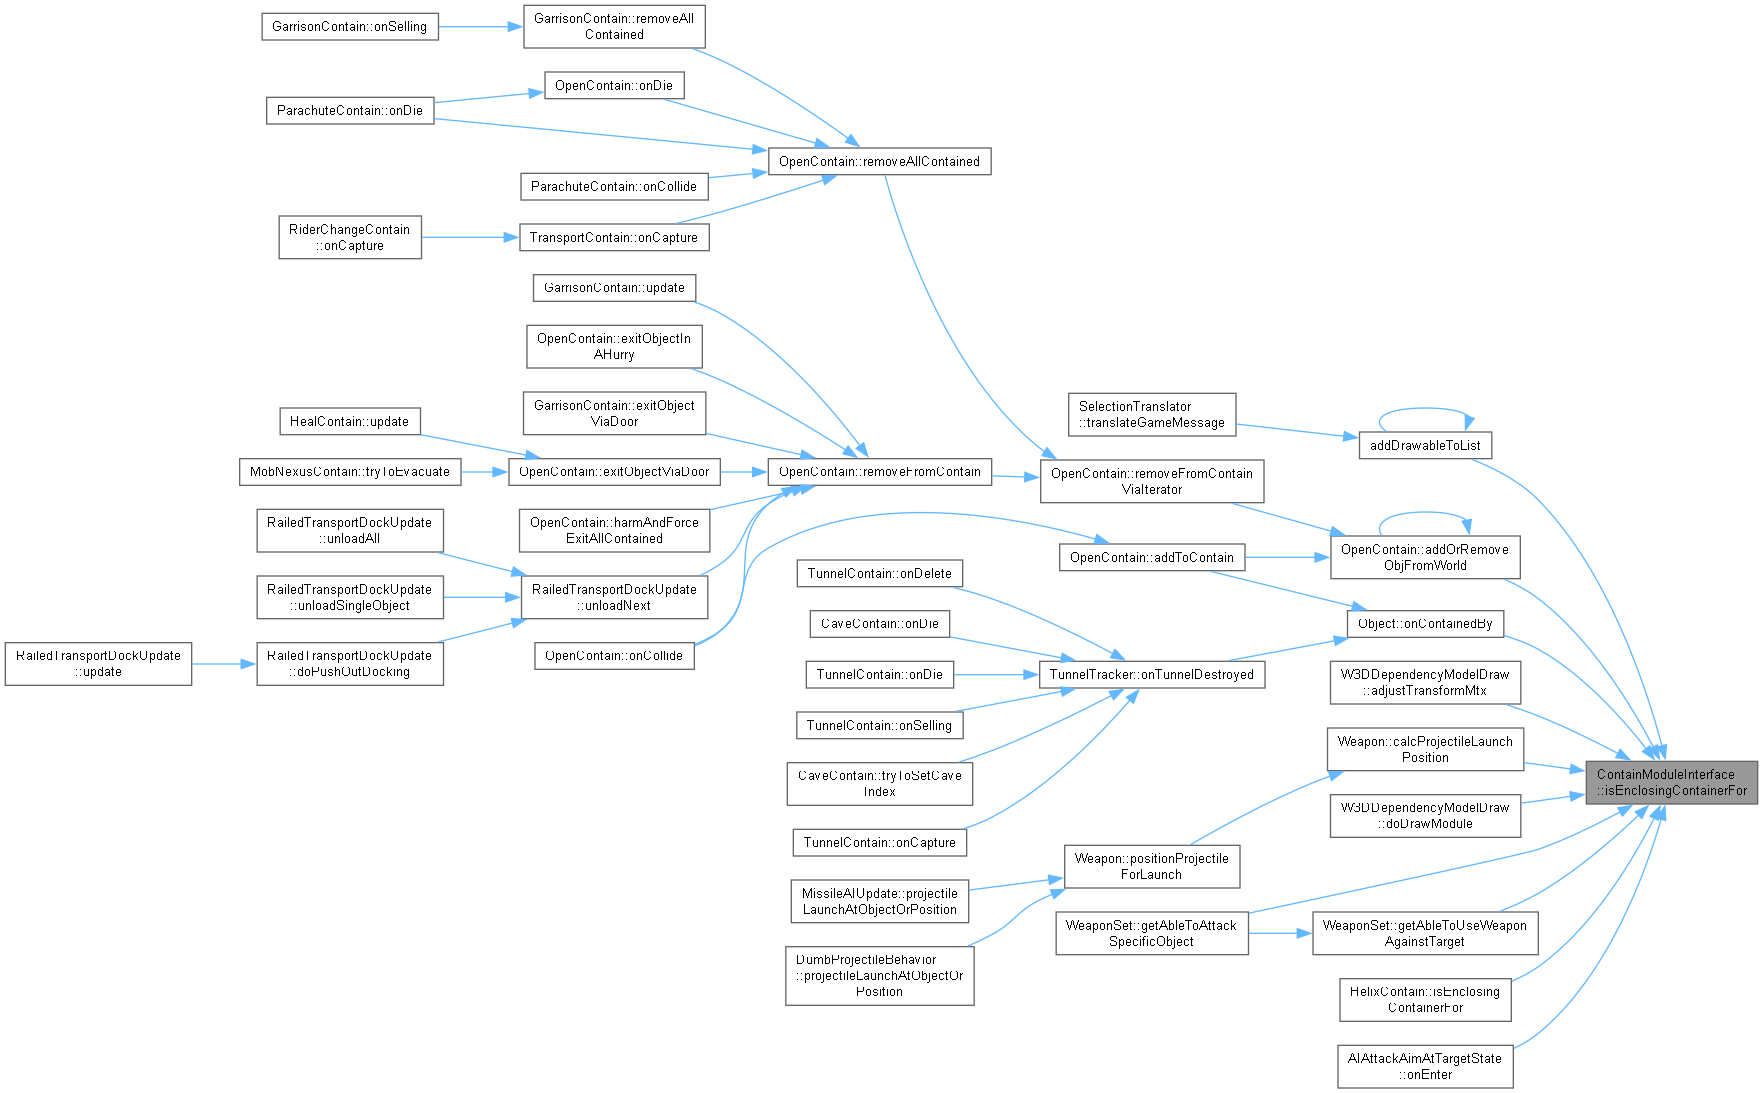 GarrisonContain::onSelling
GarrisonContain::removeAll
Contained
OpenContain::onDie
ParachuteContain::onDie
OpenContain::removeAllContained
ParachuteContain::onCollide
RiderChangeContain
::onCapture
TransportContain::onCapture
GarrisonContain::update
OpenContain::exitObjectIn
AHurry
GarrisonContain::exitObject
ViaDoor
HealContain::update
MobNexusContain::tryToEvacuate
OpenContain::exitObjectViaDoor
OpenContain::removeFromContain
OpenContain::removeFromContain
ViaIterator
SelectionTranslator
::translateGameMessage
addDrawableToList
RailedTransportDockUpdate
::unloadAll
OpenContain::harmAndForce
ExitAllContained
OpenContain::addToContain
OpenContain::addOrRemove
ObjFromWorld
RailedTransportDockUpdate
::unloadSingleObject
RailedTransportDockUpdate
::unloadNext
TunnelContain::onDelete
CaveContain::onDie
Object::onContainedBy
RailedTransportDockUpdate
::update
RailedTransportDockUpdate
::doPushOutDocking
OpenContain::onCollide
TunnelContain::onDie
TunnelTracker::onTunnelDestroyed
W3DDependencyModelDraw
::adjustTransformMtx
TunnelContain::onSelling
Weapon::calcProjectileLaunch
Position
CaveContain::tryToSetCave
Index
ContainModuleInterface
::isEnclosingContainerFor
W3DDependencyModelDraw
::doDrawModule
TunnelContain::onCapture
Weapon::positionProjectile
ForLaunch
MissileAIUpdate::projectile
LaunchAtObjectOrPosition
WeaponSet::getAbleToAttack
SpecificObject
WeaponSet::getAbleToUseWeapon
AgainstTarget
DumbProjectileBehavior
::projectileLaunchAtObjectOr
Position
HelixContain::isEnclosing
ContainerFor
AIAttackAimAtTargetState
::onEnter